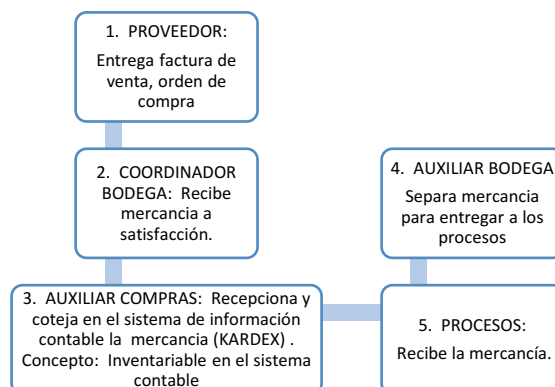 1. PROVEEDOR:
Entrega factura de
venta, orden de
compra
2. COORDINADOR
BODEGA: Recibe
mercancia a
satisfacción.
3. AUXILIAR COMPRAS: Recepciona y
coteja en el sistema de información
contable la mercancia (KARDEX) .
Concepto: Inventariable en el sistema
contable
4. AUXILIAR BODEGA
Separa mercancia
para entregar a los
procesos
5. PROCESOS:
Recibe la mercancía.